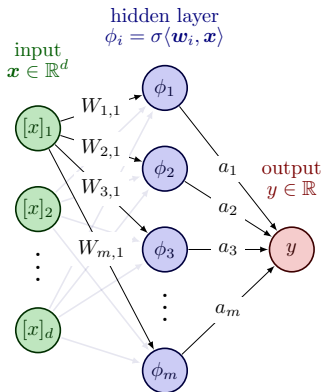 hidden layer
ϕ_i = σ⟨w_i, x⟩
input
x ∈ ℝ^d
ϕ_1
[x]_1
W_{1,1}
W_{2,1}
W_{3,1}
W_{m,1}
ϕ_2
a_1
output
y ∈ ℝ
[x]_2
a_2
ϕ_3
a_3
y
⋮
⋮
a_m
[x]_d
ϕ_m